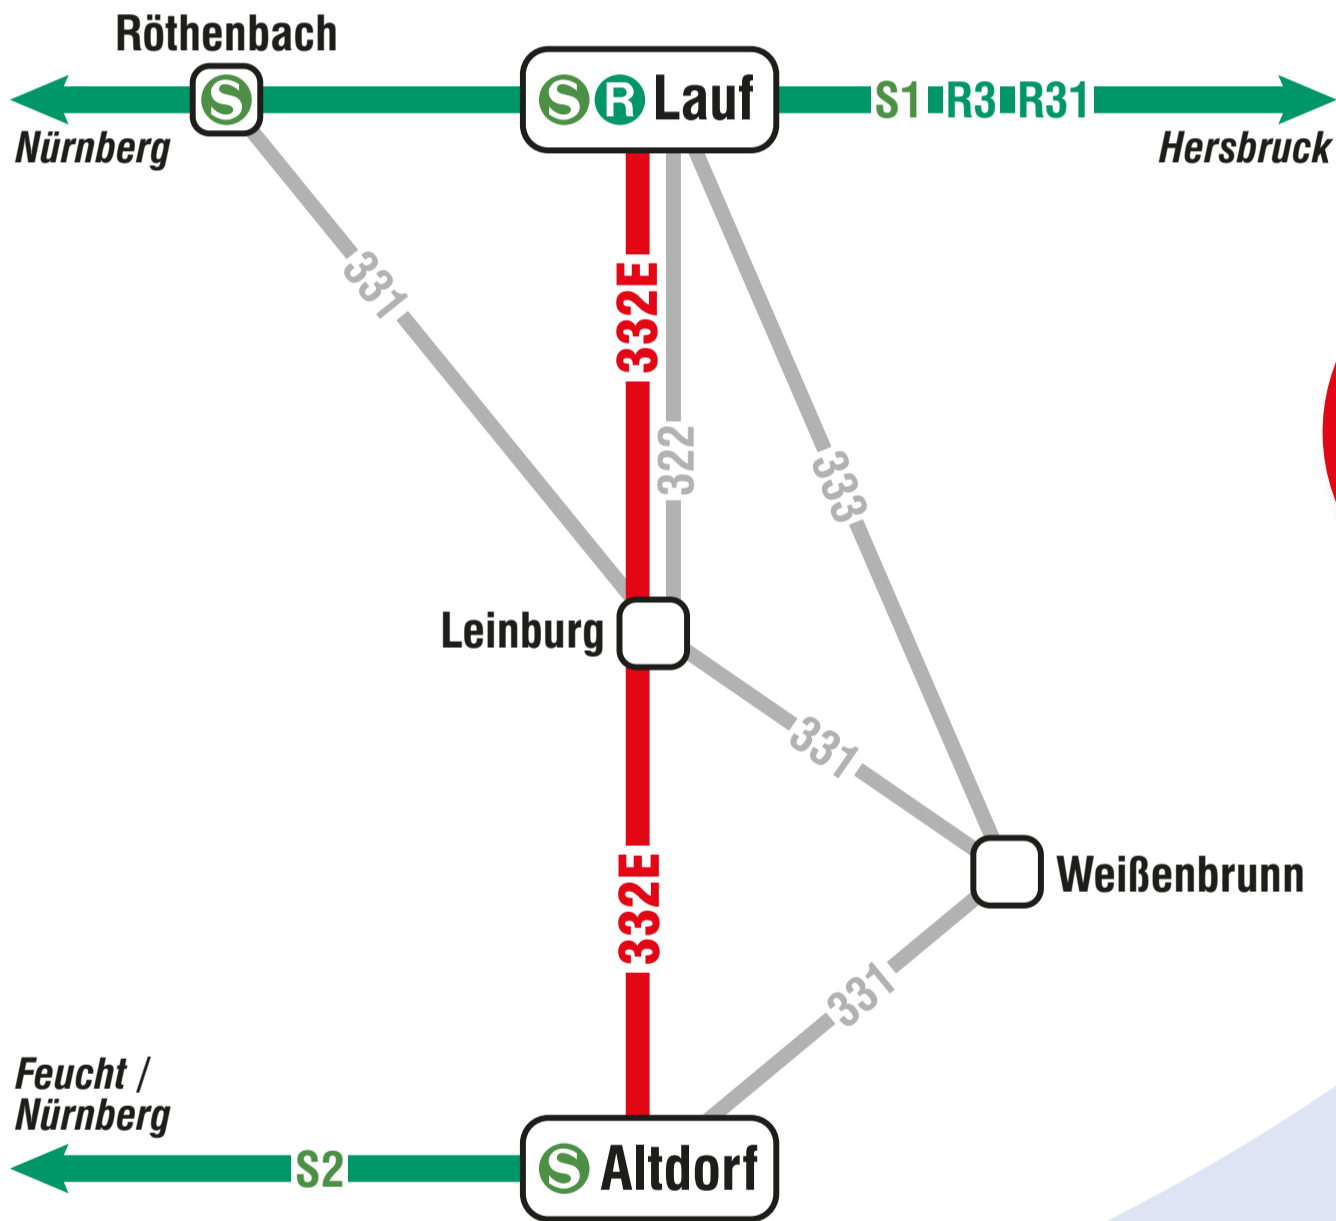 Röthenbach
S
S R Lauf
S1 R3 R31
Nürnberg
Hersbruck
331
332E
322
333
Leinburg
331
Weißenbrunn
332E
331
Feucht /
Nürnberg
S2
S Altdorf